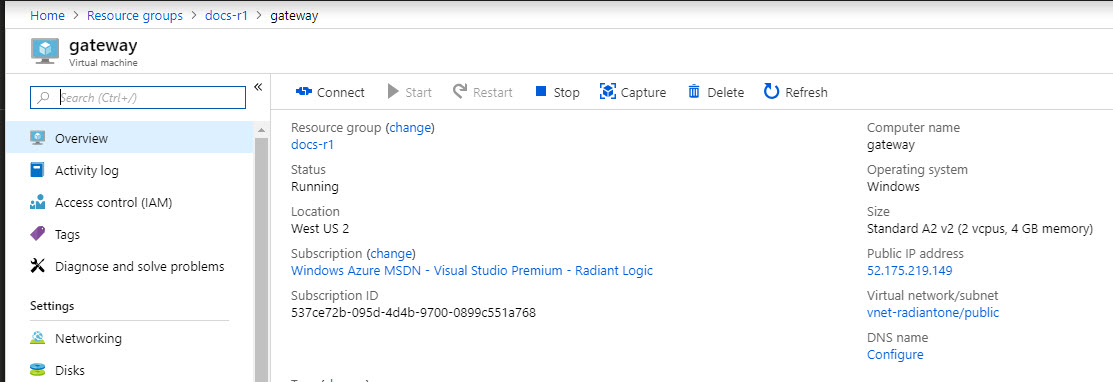 Home > Resource groups > docs-r1 > gateway
gateway
Virtual machine
Search (Ctrl+/)
«
Overview
Activity log
Access control (IAM)
Tags
Diagnose and solve problems
Settings
Networking
Disks
Connect Start Restart Stop Capture Delete Refresh
Resource group (change)
docs-r1
Status
Running
Location
West US 2
Subscription (change)
Windows Azure MSDN - Visual Studio Premium - Radiant Logic
Subscription ID
537ce72b-095d-4d4b-9700-0899c551a768
Computer name
gateway
Operating system
Windows
Size
Standard A2 v2 (2 vcpus, 4 GB memory)
Public IP address
52.175.219.149
Virtual network/subnet
vnet-radiantone/public
DNS name
Configure